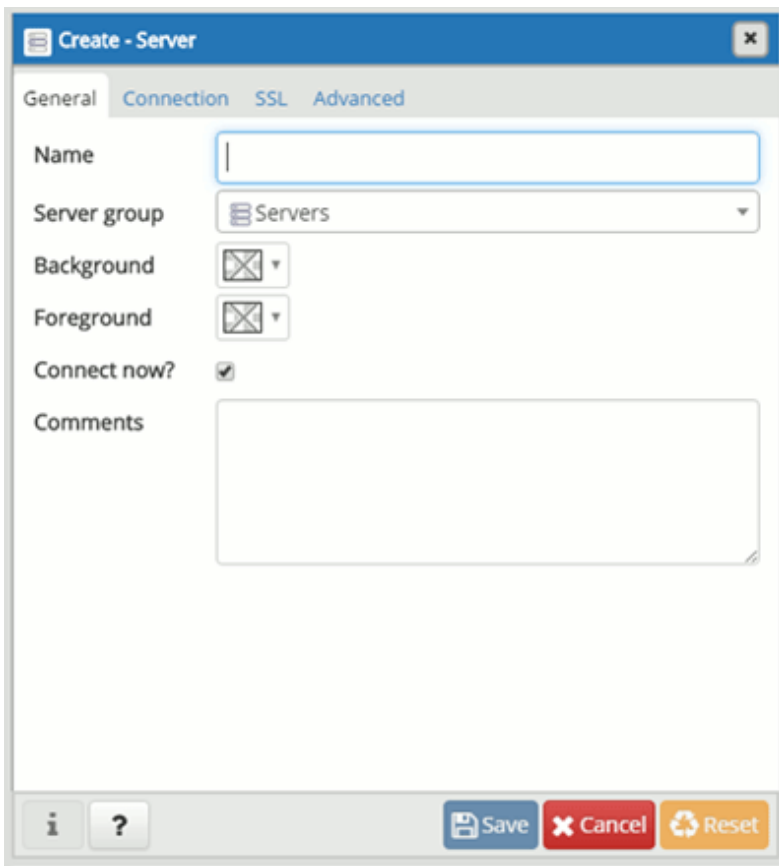 Create - Server
General Connection SSL Advanced
Name
Server group Servers
Background
Foreground
Connect now?
Comments
i ? Save Cancel Reset